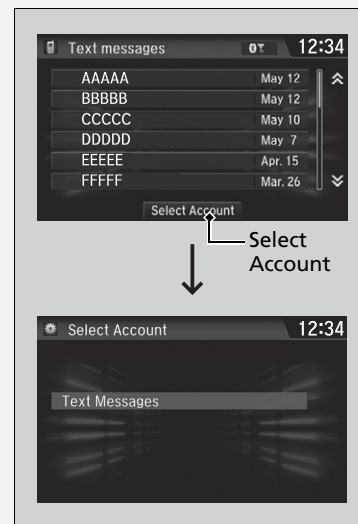 Text messages 12:34
AAAAA May 12
BBBBB May 12
CCCCC May 10
DDDDD May 7
EEEEE Apr. 15
FFFFF Mar. 26
Select Account
Select
Account
Select Account 12:34
Text Messages